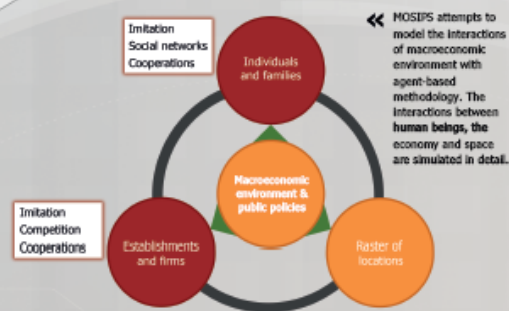 Imitation
Social networks
Cooperations
Individuals
and families
« MOSIPS attempts to
model the interactions
of macroeconomic
environment with
agent-based
methodology. The
interactions between
human beings, the
economy and space
are simulated in detail.
Macroeconomic
environment &
public policies
Imitation
Competition
Cooperations
Establishments
and firms
Raster of
locations